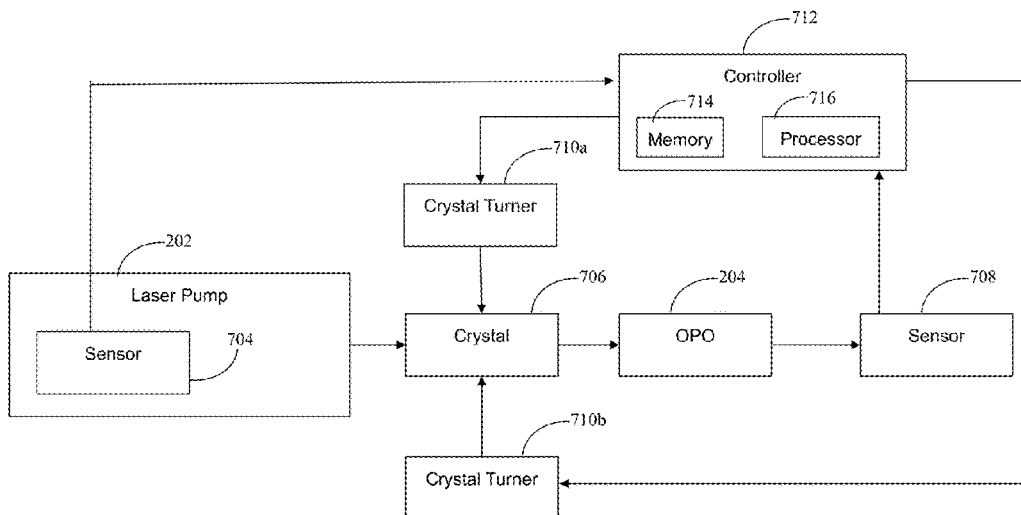 712
Controller
714
716
Memory
Processor
710a
Crystal Turner
202
Laser Pump
Sensor
704
706
Crystal
204
OPO
708
Sensor
710b
Crystal Turner